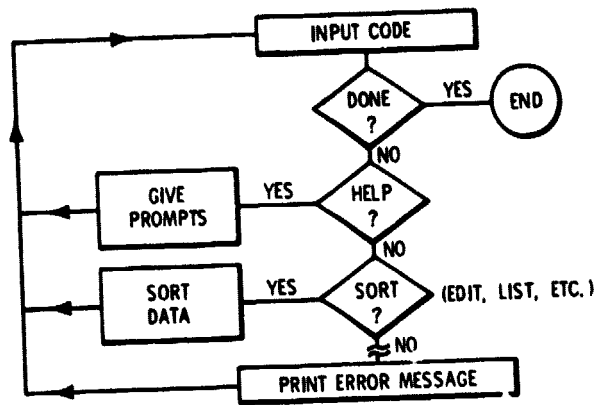 INPUT CODE
DONE
?
YES
END
NO
GIVE
PROMPTS
YES
HELP
?
NO
SORT
DATA
YES
SORT
?
(EDIT, LIST, ETC.)
NO
PRINT ERROR MESSAGE